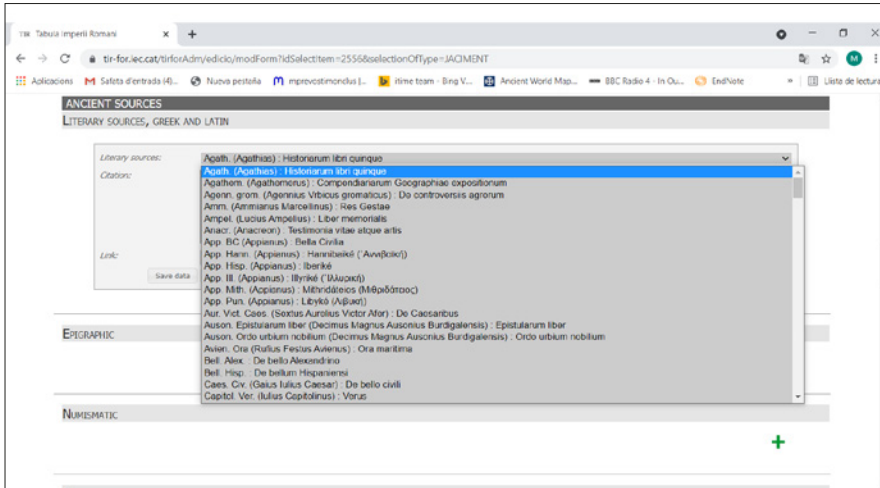 TIR Tabula Imperii Romani
tir-for.iec.cat/tirforAdm/edicio/modForm?idSelectItem=2556&selectionOfType=JACIMENT
M
Aplicacions
Safata d'entrada (4)...
Nueva pestaña
mprevostimonclus |...
itime team - Bing V...
Ancient World Map...
BBC Radio 4 - In Ou...
EndNote
»
Lista de lectura
ANCIENT SOURCES
LITERARY SOURCES, GREEK AND LATIN
Literary sources:
Agath. (Agathias) : Historiarum libri quinque
Citation:
Agath. (Agathias) : Historiarum libri quinque
Agathem. (Agathomerus) : Compendianarum Geographiae expositionum
Agenn. grom. (Agennius Vrbicus gromaticus) : De controversiis agrorum
Amm. (Ammianus Marcellinus) : Res Gestae
Ampel. (Lucius Ampelius) : Liber memorialis
Anacr. (Anacreon) : Testimonia vitae atque artis
App. BC (Appianus) : Bella Civilia
App. Hann. (Appianus) : Hannibaiké (Ἀννιβαϊκή)
App. Hisp. (Appianus) : Iberiké
App. Ill. (Appianus) : Illyriké (Ἰλλυρική)
App. Mith. (Appianus) : Mithridáteios (Μιθριδάτειος)
App. Pun. (Appianus) : Libyké (Λιβυκή)
Aur. Vict. Caes. (Sextus Aurelius Victor Afer) : De Caesaribus
Auson. Epistularum liber (Decimus Magnus Ausonius Burdigalensis) : Epistularum liber
Auson. Ordo urbium nobilium (Decimus Magnus Ausonius Burdigalensis) : Ordo urbium nobilium
Avien. Ora (Rufius Festus Avienus) : Ora maritima
Bell. Alex. : De bello Alexandrino
Bell. Hisp. : De bellum Hispaniensi
Caes. Civ. (Gaius Iulius Caesar) : De bello civili
Capitol. Ver. (Iulius Capitolinus) : Verus
Link:
Save data
EPIGRAPHIC
NUMISMATIC